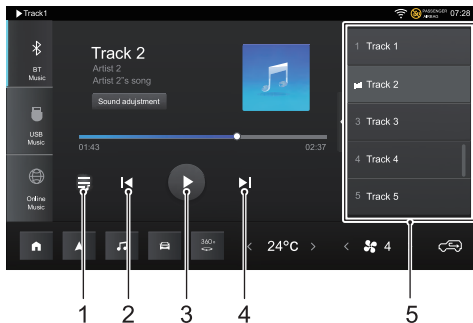 Track1
PASSENGER
AIRBAG
07:28
BT
Music
USB
Music
Online
Music
Track 2
Artist 2
Artist 2"s song
Sound adujstment
01:43
02:37
1 Track 1
Track 2
3 Track 3
4 Track 4
5 Track 5
360°
< 24°C >
< 4
1
2
3
4
5